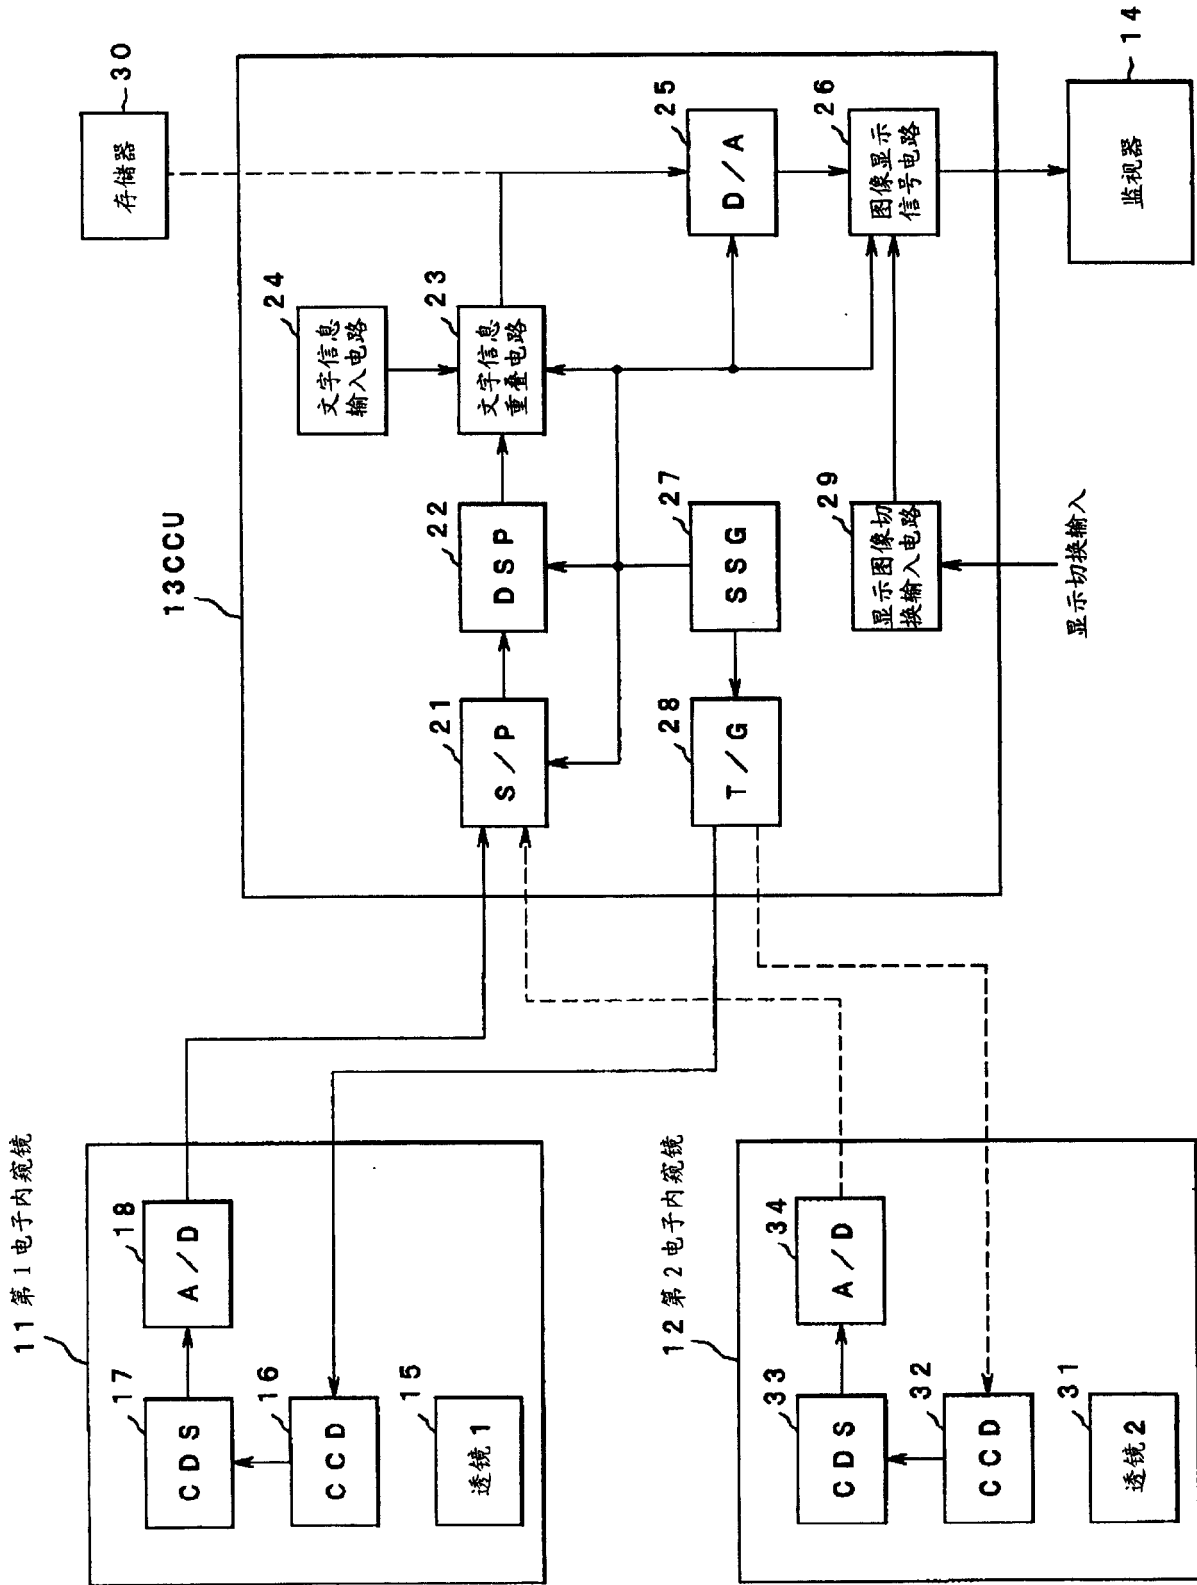 11 第1电子内窥镜
17
CDS
18
A/D
16
CCD
15
透镜1
12 第2电子内窥镜
33
CDS
34
A/D
32
CCD
31
透镜2
13CCU
21
S/P
22
DSP
23
文字信息
重叠电路
24
文字信息
输入电路
30
存储器
28
T/G
27
SSG
25
D/A
29
显示图像切
换输入电路
显示切换输入
26
图像显示
信号电路
14
监视器